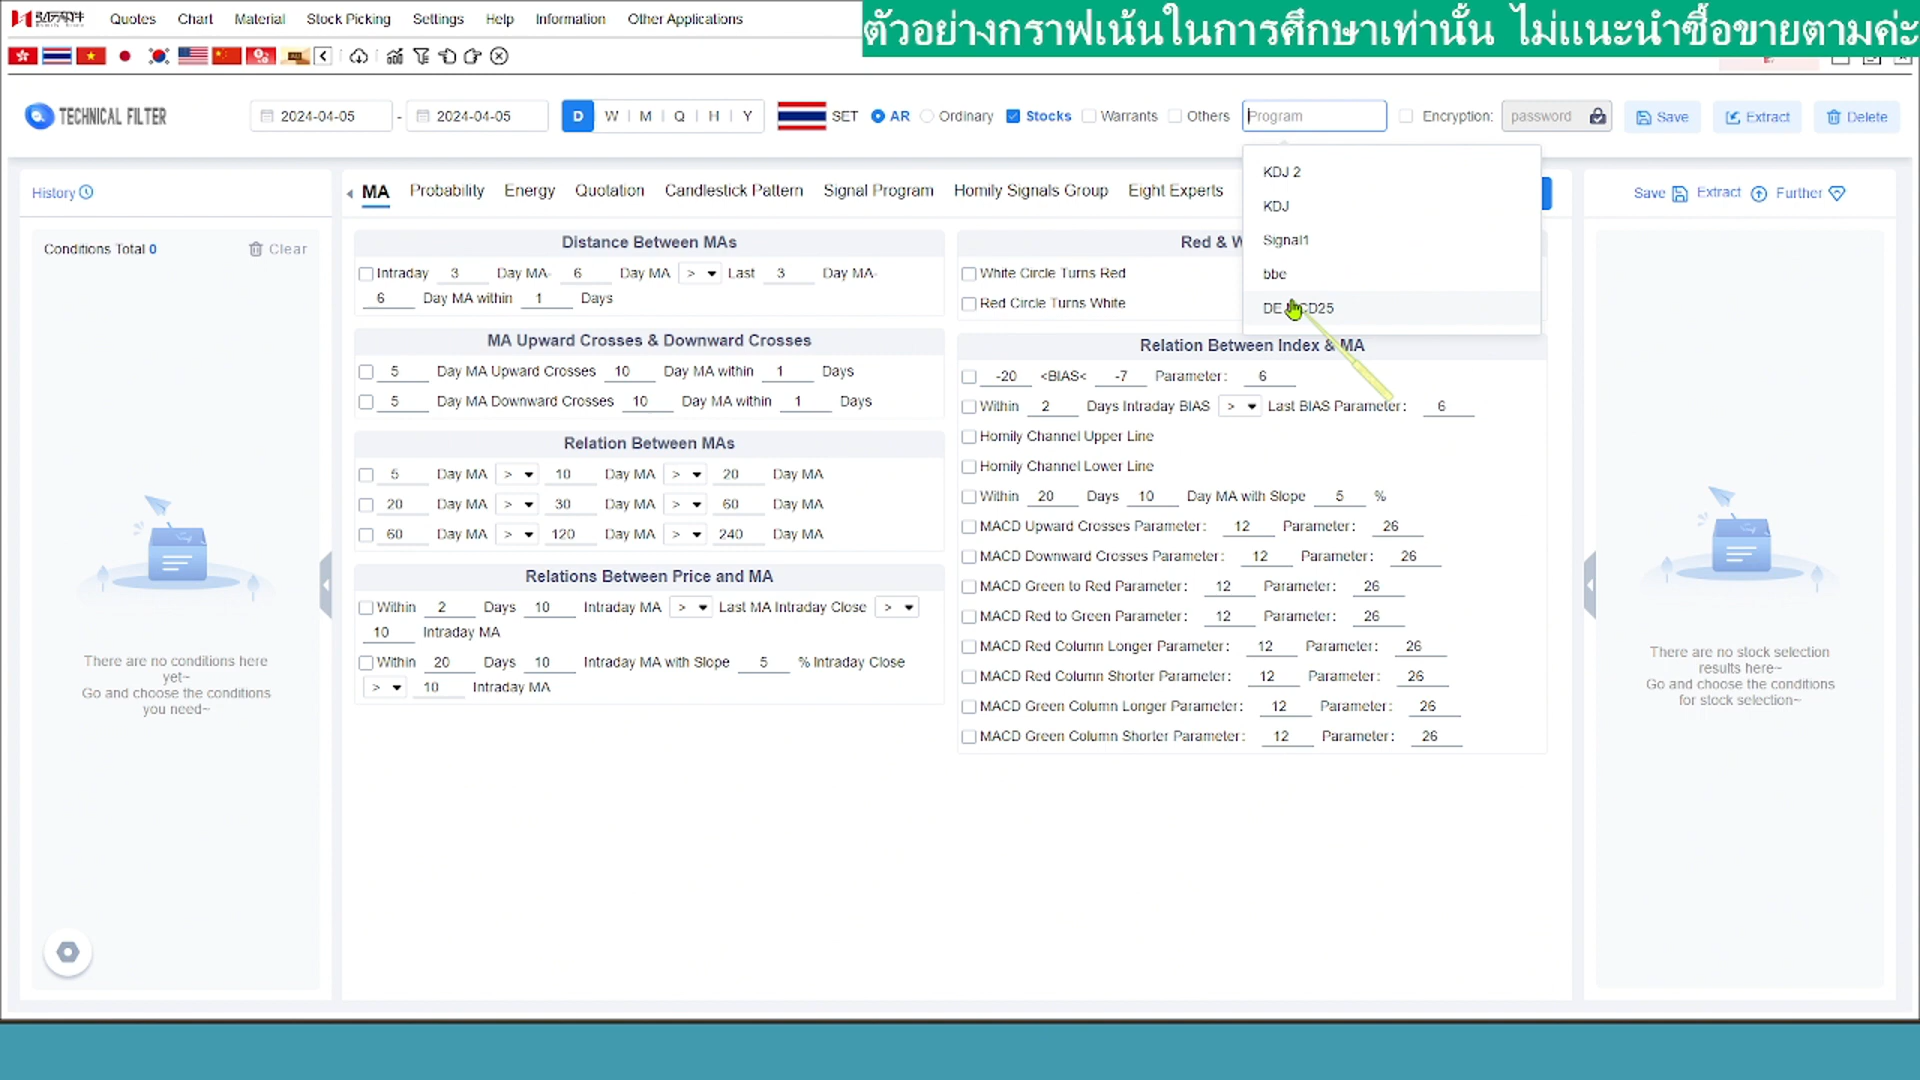 Quotes Chart Material Stock Picking Settings Help Information Other Applications
ตัวอย่างกราฟเน้นในการศึกษาเท่านั้น ไม่แนะนำซื้อขายตามค่ะ
TECHNICAL FILTER 2024-04-05 - 2024-04-05 D W M Q H Y SET AR Ordinary Stocks Warrants Others Program Encryption: password Save Extract Delete
KDJ 2
KDJ
Signal1
bbe
History
MA Probability Energy Quotation Candlestick Pattern Signal Program Homily Signals Group Eight Experts
Save Extract Further
Conditions Total 0 Clear
Distance Between MAs
Intraday 3 Day MA- 6 Day MA > Last 3 Day MA-
6 Day MA within 1 Days
MA Upward Crosses & Downward Crosses
5 Day MA Upward Crosses 10 Day MA within 1 Days
5 Day MA Downward Crosses 10 Day MA within 1 Days
Relation Between MAs
5 Day MA > 10 Day MA > 20 Day MA
20 Day MA > 30 Day MA > 60 Day MA
60 Day MA > 120 Day MA > 240 Day MA
Relations Between Price and MA
Within 2 Days 10 Intraday MA > Last MA Intraday Close >
10 Intraday MA
Within 20 Days 10 Intraday MA with Slope 5 % Intraday Close
> 10 Intraday MA
Red &
White Circle Turns Red
Red Circle Turns White
Relation Between Index & MA
-20 <BIAS< -7 Parameter: 6
Within 2 Days Intraday BIAS > Last BIAS Parameter: 6
Homily Channel Upper Line
Homily Channel Lower Line
Within 20 Days 10 Day MA with Slope 5 %
MACD Upward Crosses Parameter: 12 Parameter: 26
MACD Downward Crosses Parameter: 12 Parameter: 26
MACD Green to Red Parameter: 12 Parameter: 26
MACD Red to Green Parameter: 12 Parameter: 26
MACD Red Column Longer Parameter: 12 Parameter: 26
MACD Red Column Shorter Parameter: 12 Parameter: 26
MACD Green Column Longer Parameter: 12 Parameter: 26
MACD Green Column Shorter Parameter: 12 Parameter: 26
There are no conditions here
yet~
Go and choose the conditions
you need~
There are no stock selection
results here~
Go and choose the conditions
for stock selection~